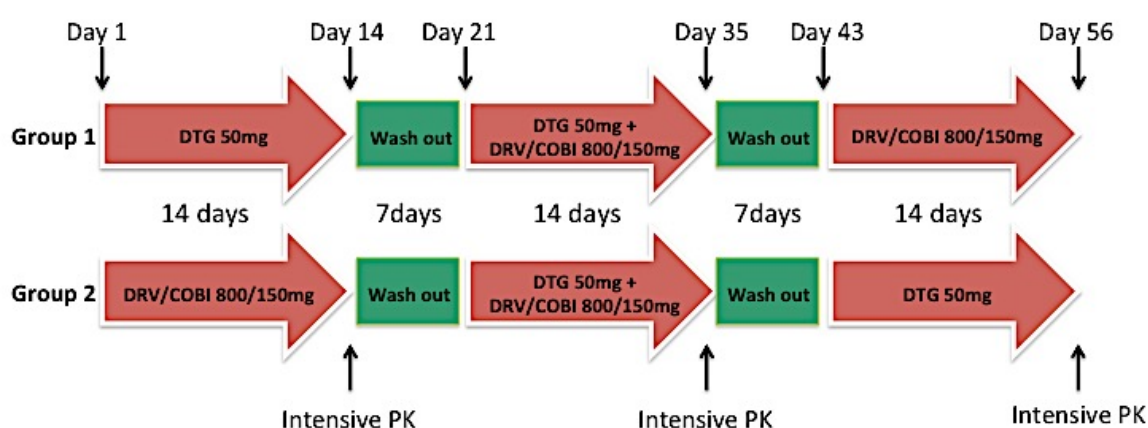 Day 1 Day 14 Day 21 Day 35 Day 43 Day 56
Group 1
DTG 50mg
Wash out
DTG 50mg +
DRV/COBI 800/150mg
Wash out
DRV/COBI 800/150mg
14 days 7days 14 days 7days 14 days
Group 2
DRV/COBI 800/150mg
Wash out
DTG 50mg +
DRV/COBI 800/150mg
Wash out
DTG 50mg
Intensive PK Intensive PK Intensive PK